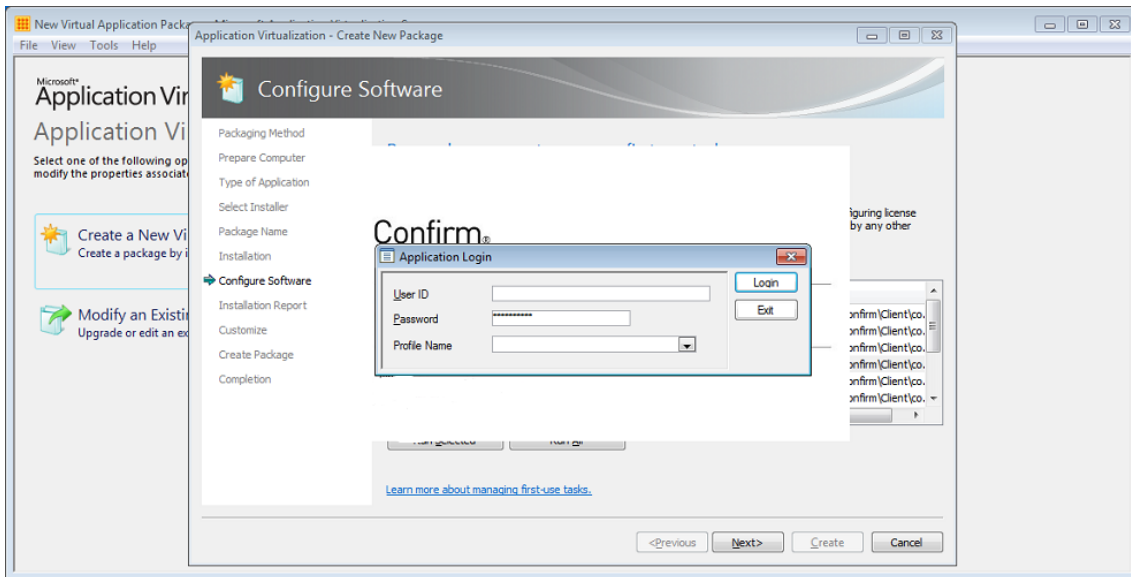 New Virtual Application Packa
File View Tools Help
Microsoft®
Application Vir
Application Vi
Select one of the following op
modify the properties associat
Create a New Vi
Create a package by i
Modify an Existi
Upgrade or edit an ex
Application Virtualization - Create New Package
Configure Software
Packaging Method
Prepare Computer
Type of Application
Select Installer
Package Name
Installation
Configure Software
Installation Report
Customize
Create Package
Completion
iguring license
by any other
Confirm®
Application Login
User ID
Password
**********
Profile Name
Login
Exit
onfirm\Client\co.
onfirm\Client\co.
onfirm\Client\co.
onfirm\Client\co.
onfirm\Client\co.
onfirm\Client\co.
Run Selected
Run All
Learn more about managing first-use tasks.
<Previous
Next>
Create
Cancel